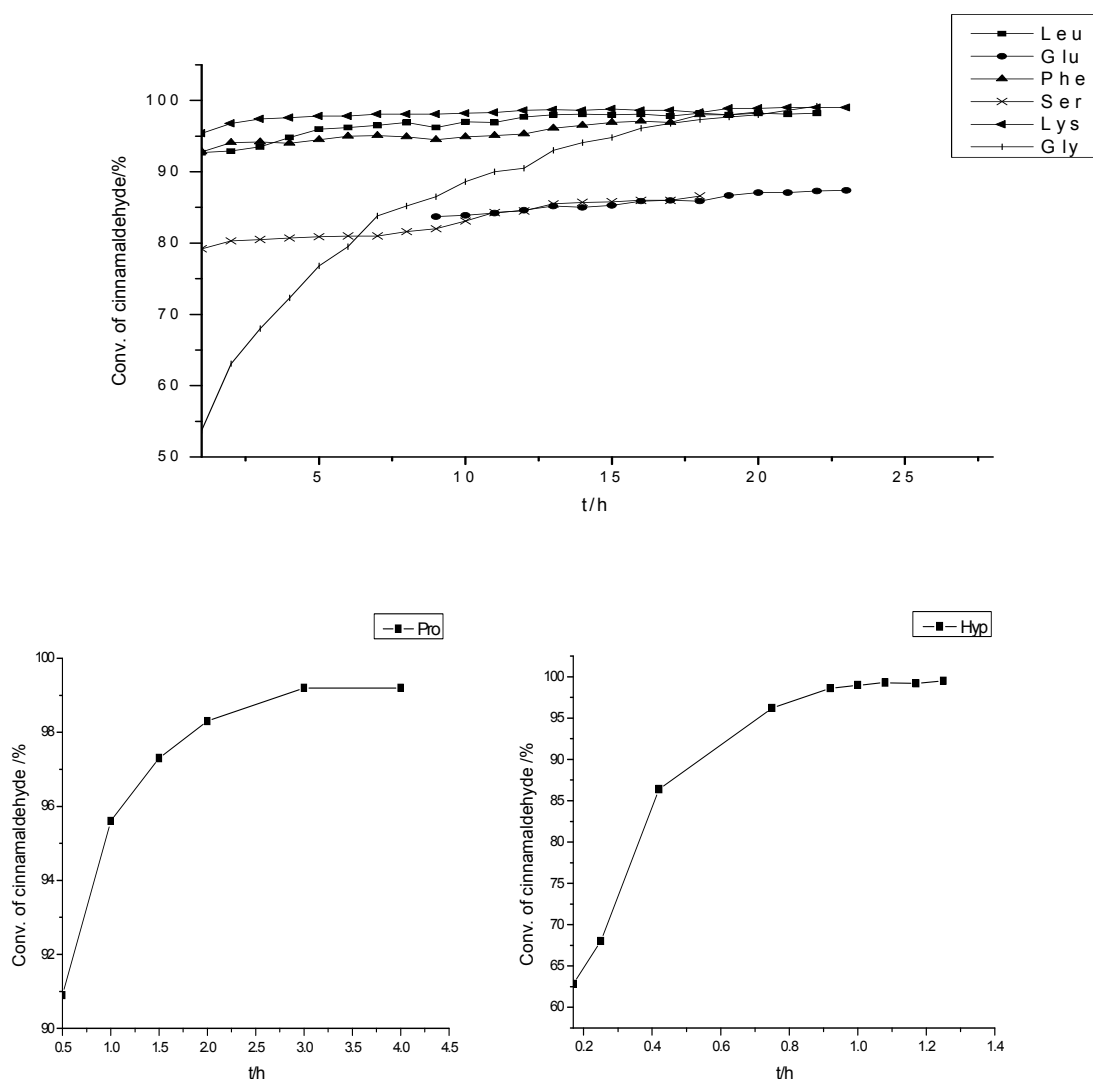 Leu
Glu
Phe
Ser
Lys
Gly
100
90
80
70
60
50
Conv. of cinnamaldehyde/%
5 10 15 20 25
t/h
Pro
100
98
96
94
92
90
Conv. of cinnamaldehyde /%
0.5 1.0 1.5 2.0 2.5 3.0 3.5 4.0 4.5
t/h
Hyp
100
95
90
85
80
75
70
65
60
Conv. of cinnamaldehyde /%
0.2 0.4 0.6 0.8 1.0 1.2 1.4
t/h